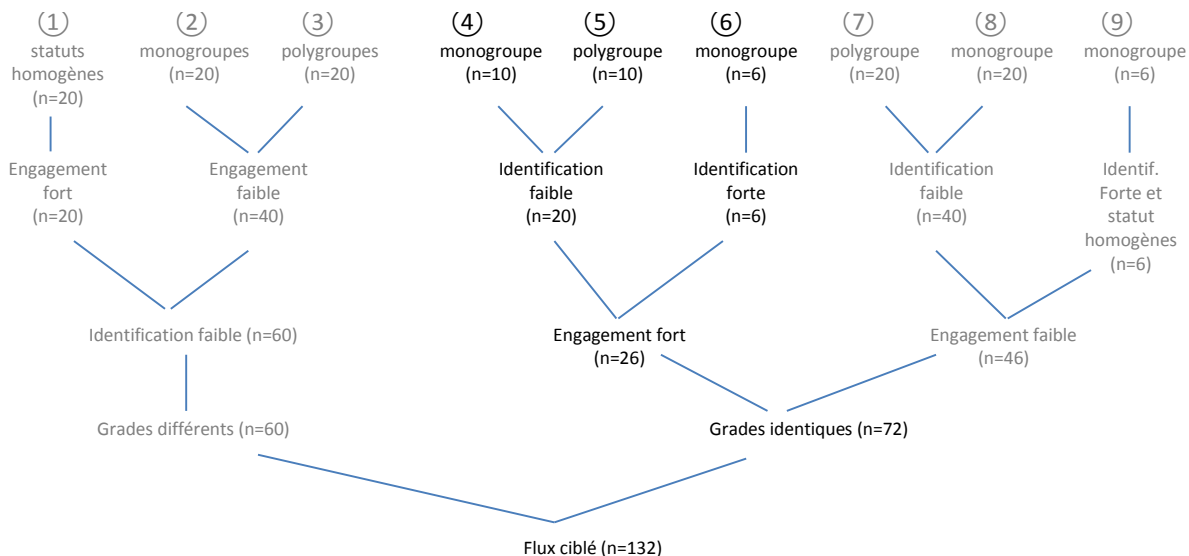 ① ② ③ ④ ⑤ ⑥ ⑦ ⑧ ⑨
statuts monogroupes polygroupes monogroupe polygroupe monogroupe polygroupe monogroupe monogroupe
homogènes (n=20) (n=20) (n=10) (n=10) (n=6) (n=20) (n=20) (n=6)
(n=20)
Engagement Engagement Identification Identification Identification Identif.
fort faible faible forte faible Forte et
(n=20) (n=40) (n=20) (n=6) (n=40) statut
homogènes
(n=6)
Identification faible (n=60) Engagement fort Engagement faible
(n=26) (n=46)
Grades différents (n=60) Grades identiques (n=72)
Flux ciblé (n=132)